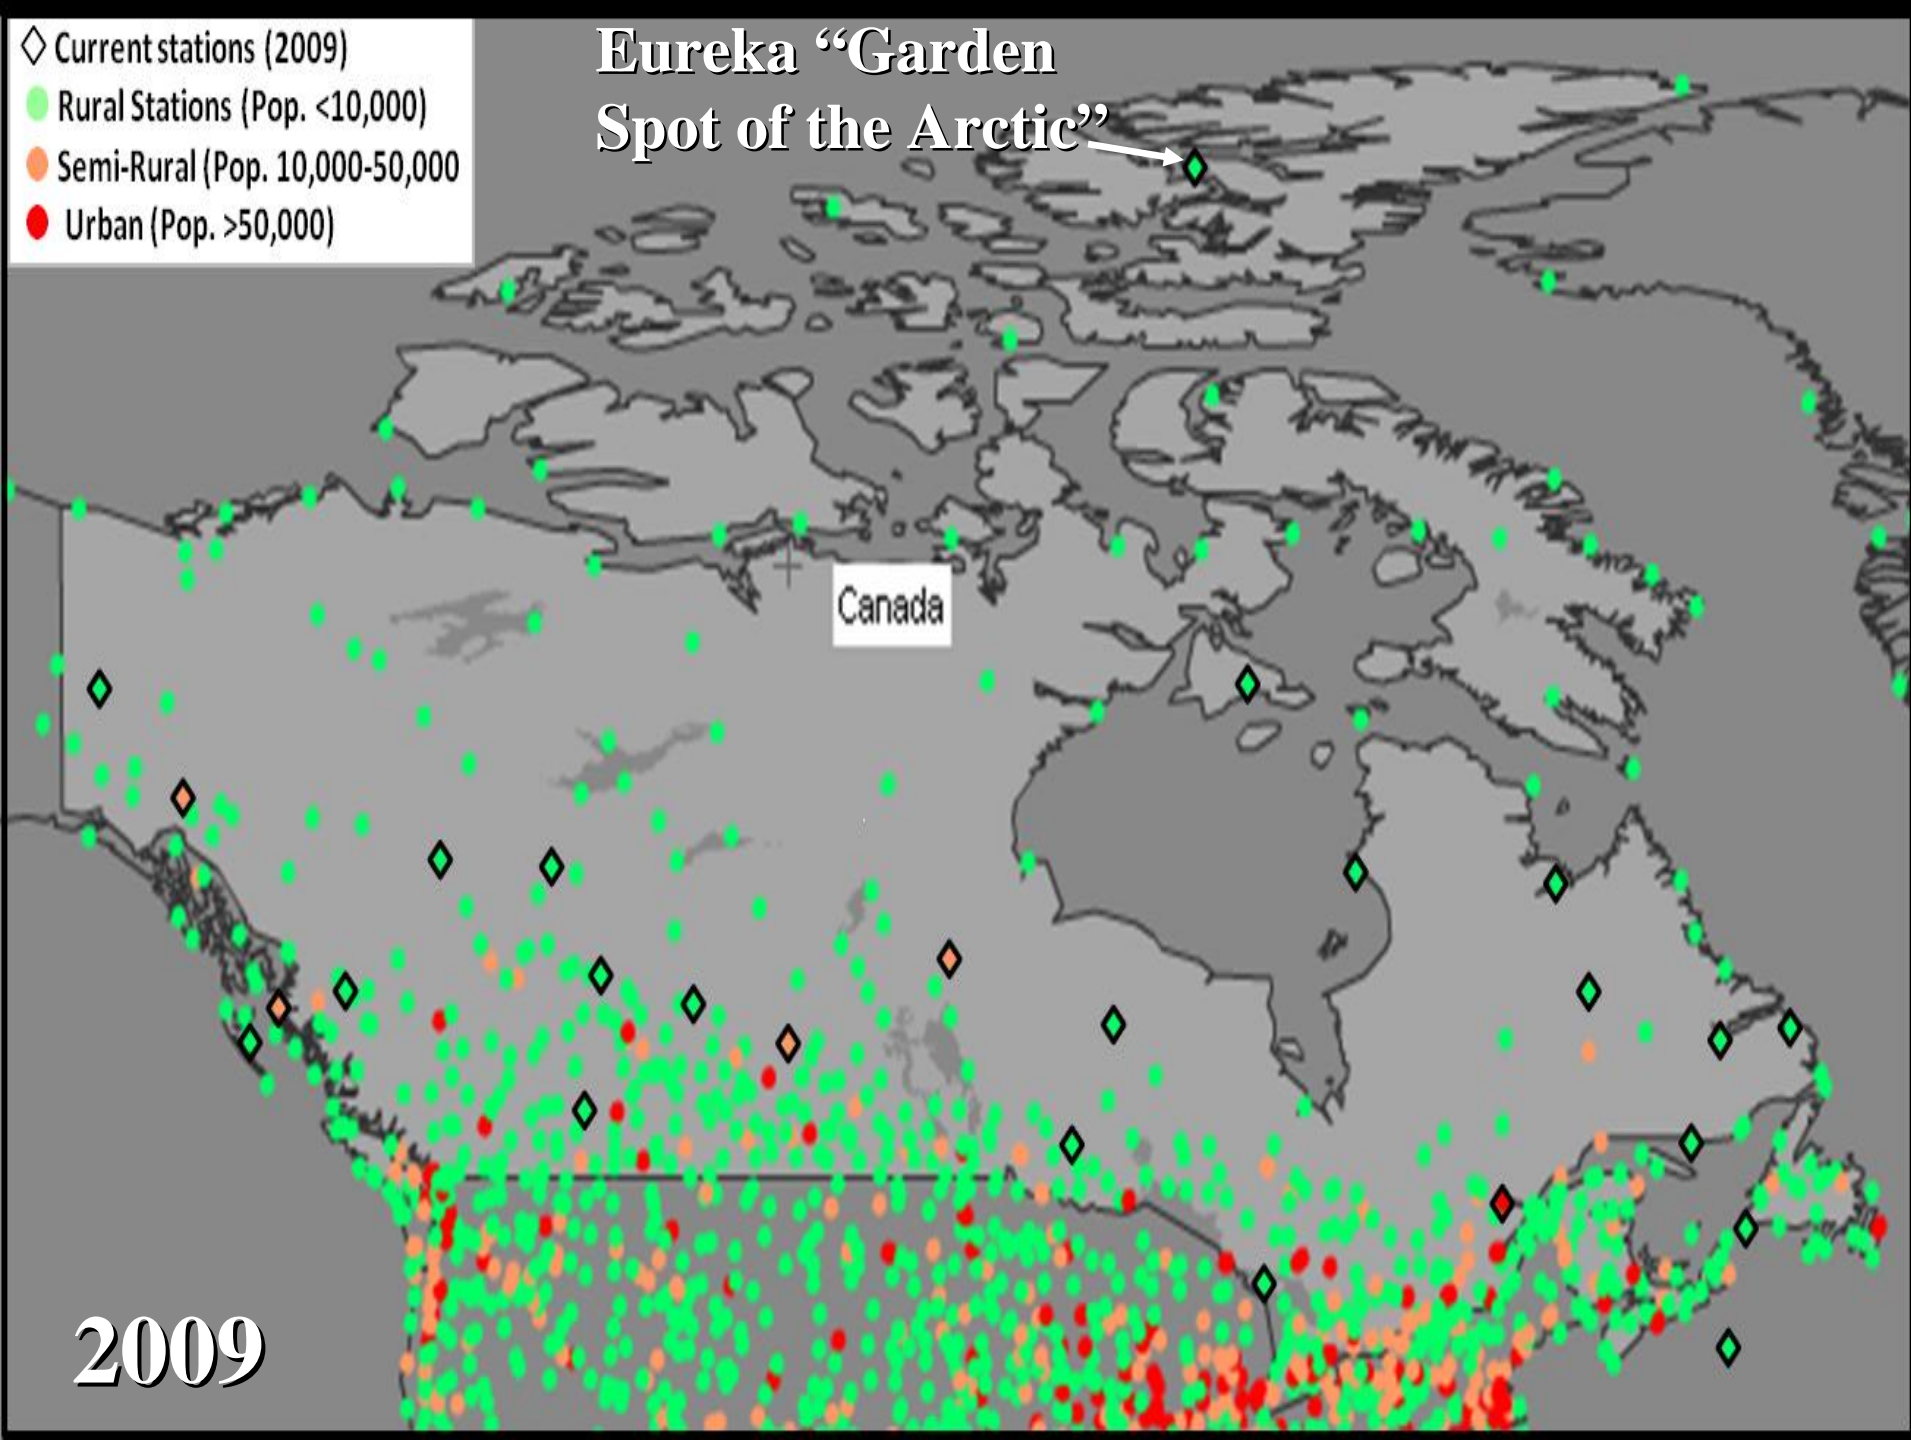 Current stations (2009)
Rural Stations (Pop. <10,000)
Semi-Rural (Pop. 10,000-50,000
Urban (Pop. >50,000)
Eureka “Garden
Spot of the Arctic”
Canada
2009